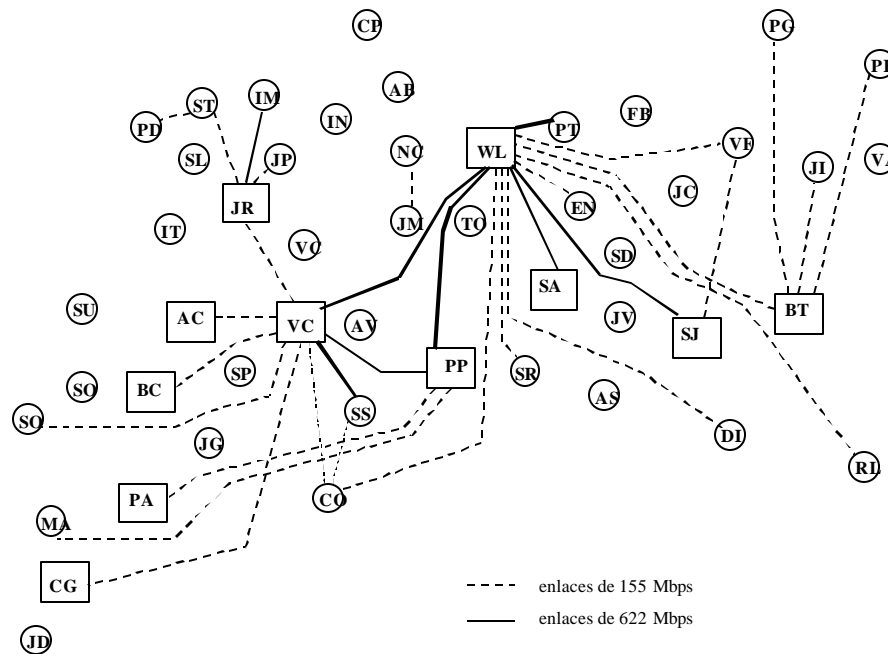 CP
PG
PI
AB
IM
ST
IN
FB
PD
PT
VF
NC
WL
SL
JP
JI
VA
JC
JR
EN
JM
TO
IT
VC
SD
SA
SU
AC
VC
AV
JV
SJ
BT
SP
PP
SR
SO
BC
AS
SO
SS
JG
DI
RL
PA
CO
MA
CG
JD
enlaces de 155 Mbps
enlaces de 622 Mbps